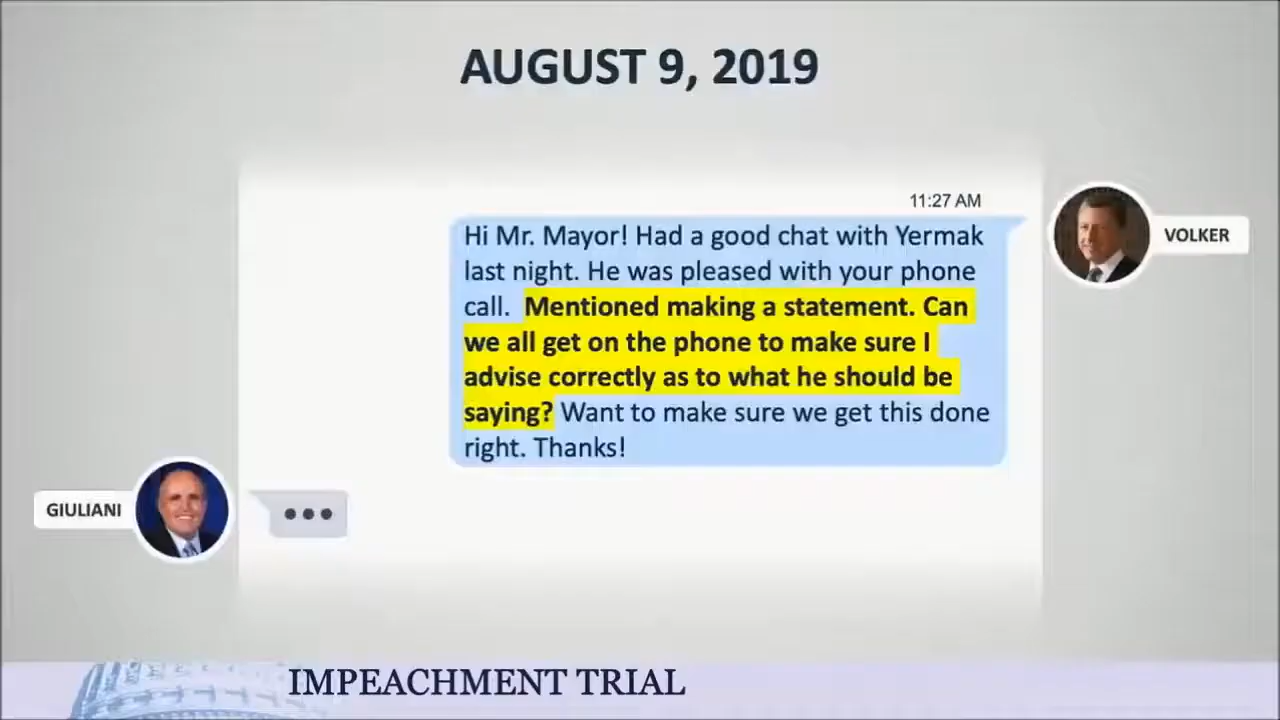 AUGUST 9, 2019
11:27 AM
Hi Mr. Mayor! Had a good chat with Yermak
last night. He was pleased with your phone
call. Mentioned making a statement. Can
we all get on the phone to make sure I
advise correctly as to what he should be
saying? Want to make sure we get this done
right. Thanks!
VOLKER
GIULIANI
IMPEACHMENT TRIAL